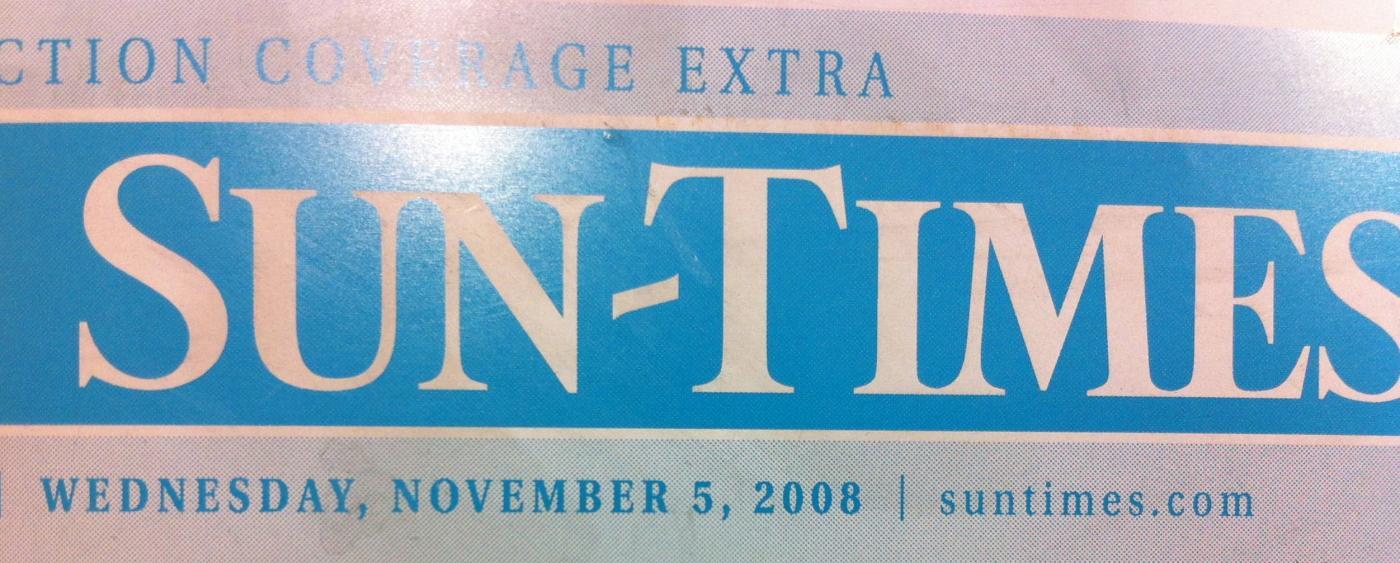 CTION COVERAGE EXTRA
SUN-TIMES
WEDNESDAY, NOVEMBER 5, 2008 | suntimes.com